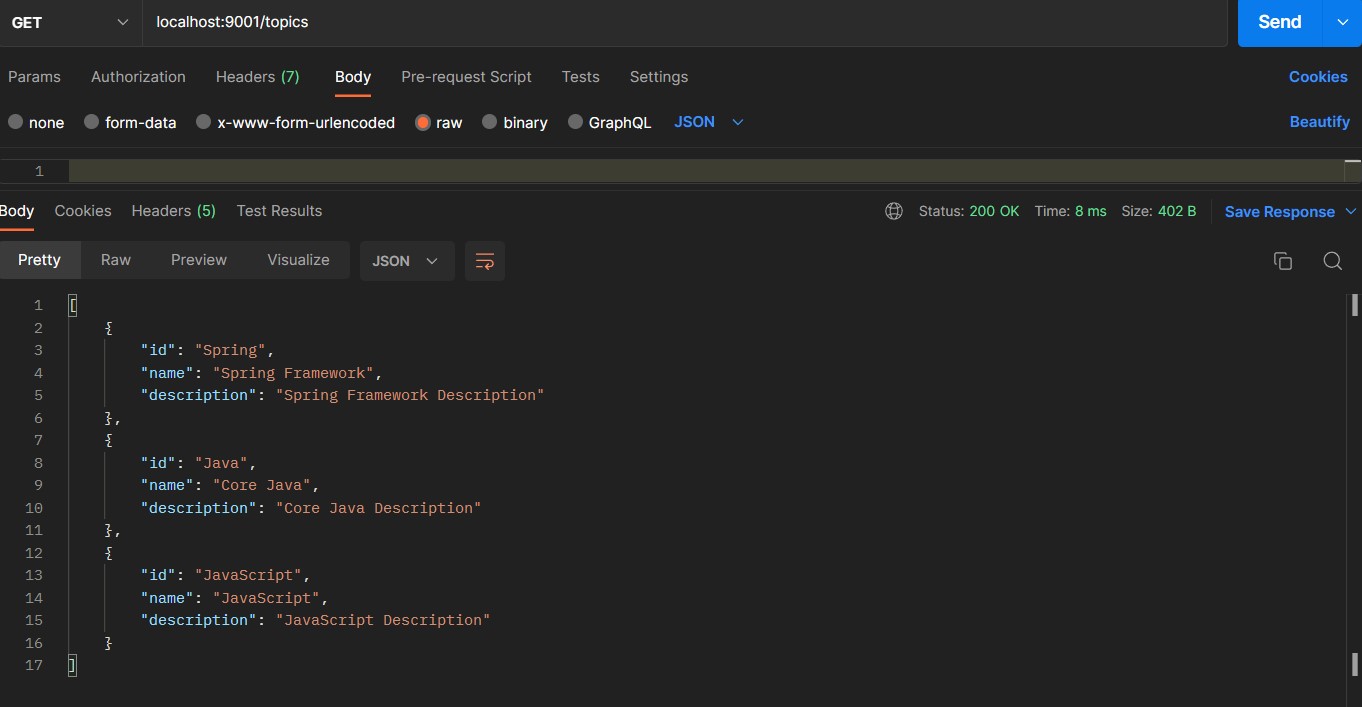 GET localhost:9001/topics Send
Params Authorization Headers (7) Body Pre-request Script Tests Settings Cookies
none form-data x-www-form-urlencoded raw binary GraphQL JSON Beautify
1
Body Cookies Headers (5) Test Results Status: 200 OK Time: 8 ms Size: 402 B Save Response
Pretty Raw Preview Visualize JSON
1 [
2 {
3 "id": "Spring",
4 "name": "Spring Framework",
5 "description": "Spring Framework Description"
6 },
7 {
8 "id": "Java",
9 "name": "Core Java",
10 "description": "Core Java Description"
11 },
12 {
13 "id": "JavaScript",
14 "name": "JavaScript",
15 "description": "JavaScript Description"
16 }
17 ]